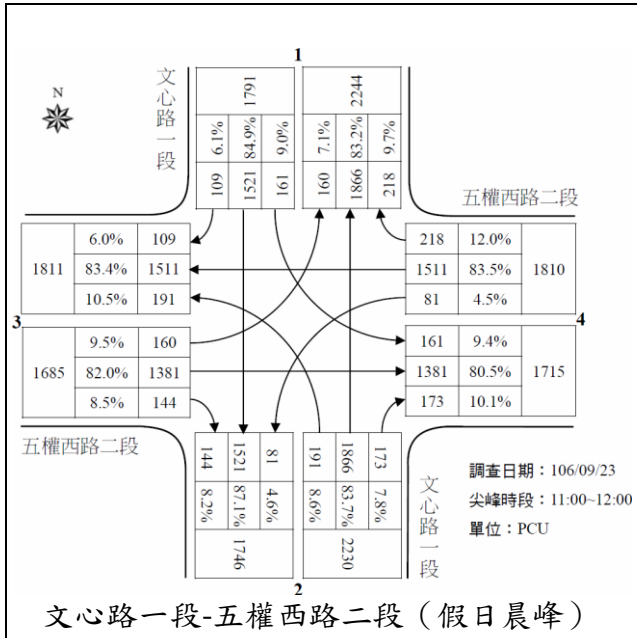 1
N
文心路一段
1791
6.1% 84.9% 9.0%
109 1521 161
2244
7.1% 83.2% 9.7%
160 1866 218
五權西路二段
1811
6.0% 109
83.4% 1511
10.5% 191
218 12.0%
1511 83.5%
81 4.5%
1810
3
4
1685
9.5% 160
82.0% 1381
8.5% 144
161 9.4%
1381 80.5%
173 10.1%
1715
五權西路二段
144 1521 81
8.2% 87.1% 4.6%
1746
191 1866 173
8.6% 83.7% 7.8%
2230
文心路一段
調查日期：106/09/23
尖峰時段：11:00~12:00
單位：PCU
2
文心路一段-五權西路二段（假日晨峰）